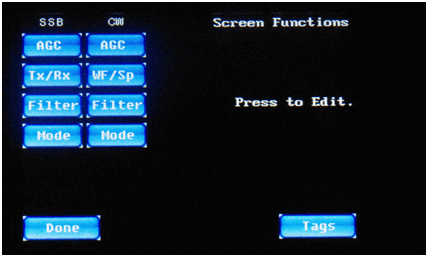 SSB CW Screen Functions
AGC AGC
Tx/Rx WF/Sp
Filter Filter Press to Edit.
Mode Mode
Done Tags